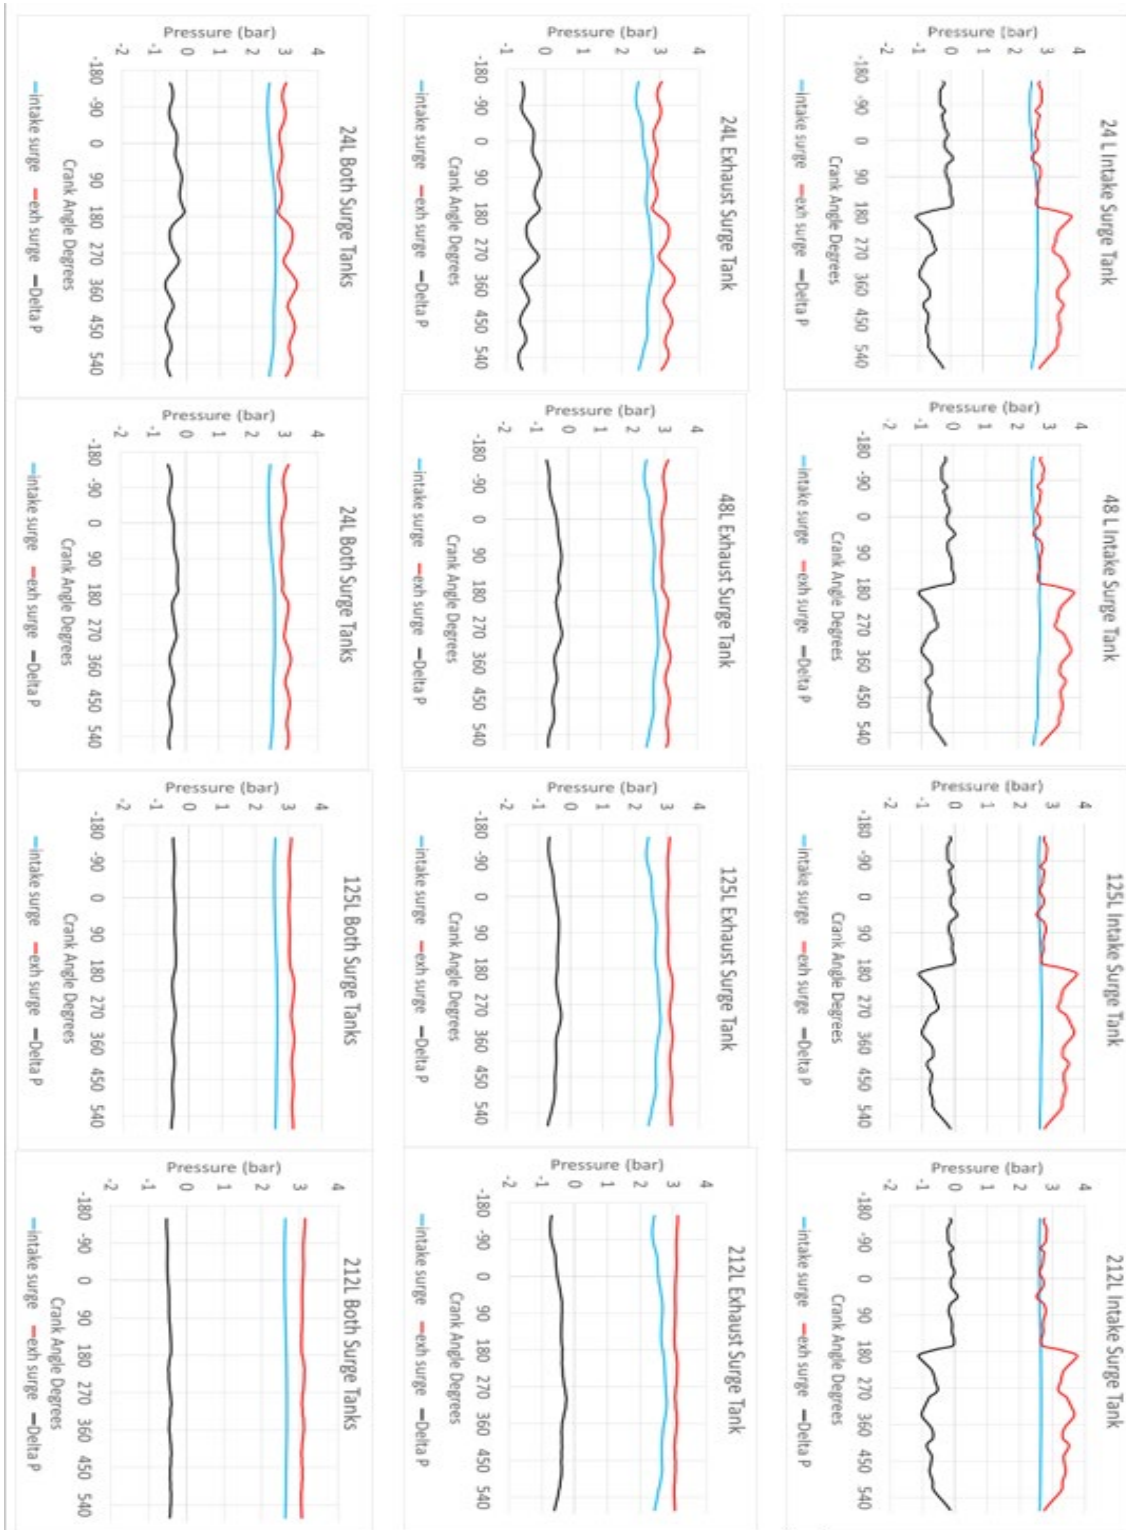 24 L Intake Surge Tank
Pressure (bar)
4
3
2
1
0
-1
-2
-180 -90 0 90 180 270 360 450 540
Crank Angle Degrees
intake surge exh surge Delta P
48 L Intake Surge Tank
Pressure (bar)
4
3
2
1
0
-1
-2
-180 -90 0 90 180 270 360 450 540
Crank Angle Degrees
intake surge exh surge Delta P
125L Intake Surge Tank
Pressure (bar)
4
3
2
1
0
-1
-2
-180 -90 0 90 180 270 360 450 540
Crank Angle Degrees
intake surge exh surge Delta P
212L Intake Surge Tank
Pressure (bar)
4
3
2
1
0
-1
-2
-180 -90 0 90 180 270 360 450 540
Crank Angle Degrees
intake surge exh surge Delta P
24L Exhaust Surge Tank
Pressure (bar)
4
3
2
1
0
-1
-180 -90 0 90 180 270 360 450 540
Crank Angle Degrees
intake surge exh surge Delta P
48L Exhaust Surge Tank
Pressure (bar)
4
3
2
1
0
-1
-2
-180 -90 0 90 180 270 360 450 540
Crank Angle Degrees
intake surge exh surge Delta P
125L Exhaust Surge Tank
Pressure (bar)
4
3
2
1
0
-1
-2
-180 -90 0 90 180 270 360 450 540
Crank Angle Degrees
intake surge exh surge Delta P
212L Exhaust Surge Tank
Pressure (bar)
4
3
2
1
0
-1
-2
-180 -90 0 90 180 270 360 450 540
Crank Angle Degrees
intake surge exh surge Delta P
24L Both Surge Tanks
Pressure (bar)
4
3
2
1
0
-1
-2
-180 -90 0 90 180 270 360 450 540
Crank Angle Degrees
intake surge exh surge Delta P
24L Both Surge Tanks
Pressure (bar)
4
3
2
1
0
-1
-2
-180 -90 0 90 180 270 360 450 540
Crank Angle Degrees
intake surge exh surge Delta P
125L Both Surge Tanks
Pressure (bar)
4
3
2
1
0
-1
-2
-180 -90 0 90 180 270 360 450 540
Crank Angle Degrees
intake surge exh surge Delta P
212L Both Surge Tanks
Pressure (bar)
4
3
2
1
0
-1
-2
-180 -90 0 90 180 270 360 450 540
Crank Angle Degrees
intake surge exh surge Delta P